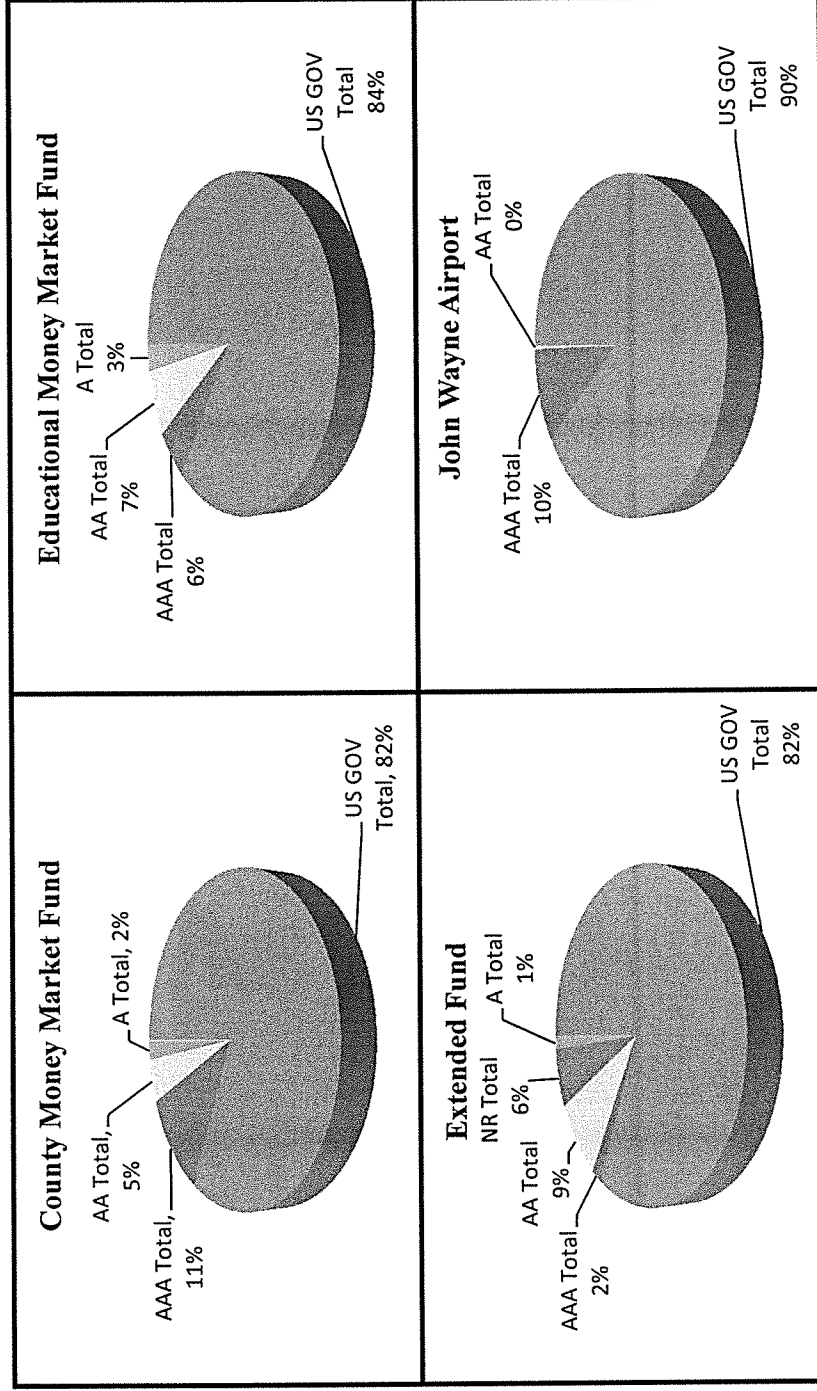 County Money Market Fund
A Total, 2%
AA Total,
5%
AAA Total,
11%
US GOV
Total, 82%
Educational Money Market Fund
A Total
3%
AA Total
7%
AAA Total
6%
US GOV
Total
84%
Extended Fund
A Total
1%
NR Total
6%
AA Total
9%
AAA Total
2%
US GOV
Total
82%
John Wayne Airport
AA Total
0%
AAA Total
10%
US GOV
Total
90%